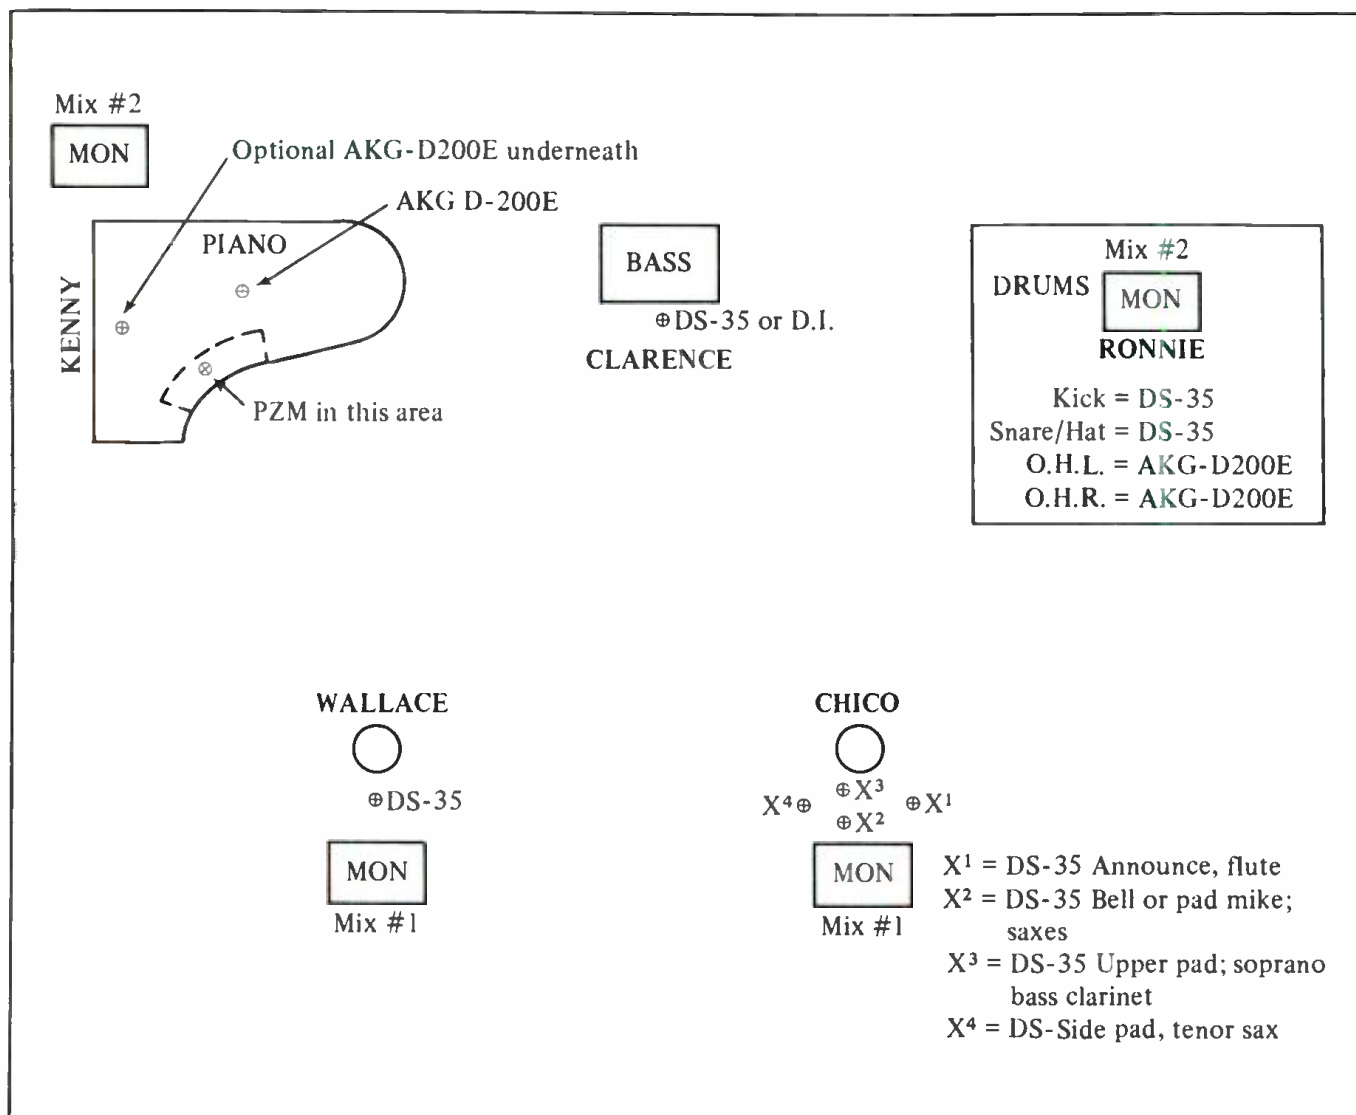 Mix #2
MON
Optional AKG-D200E underneath
AKG D-200E
PIANO
KENNY
PZM in this area
BASS
⊕DS-35 or D.I.
CLARENCE
Mix #2
DRUMS
MON
RONNIE
Kick = DS-35
Snare/Hat = DS-35
O.H.L. = AKG-D200E
O.H.R. = AKG-D200E
WALLACE
⊕DS-35
MON
Mix #1
CHICO
X⁴⊕
⊕X³
⊕X²
⊕X¹
MON
Mix #1
X¹ = DS-35 Announce, flute
X² = DS-35 Bell or pad mike;
saxes
X³ = DS-35 Upper pad; soprano
bass clarinet
X⁴ = DS-Side pad, tenor sax